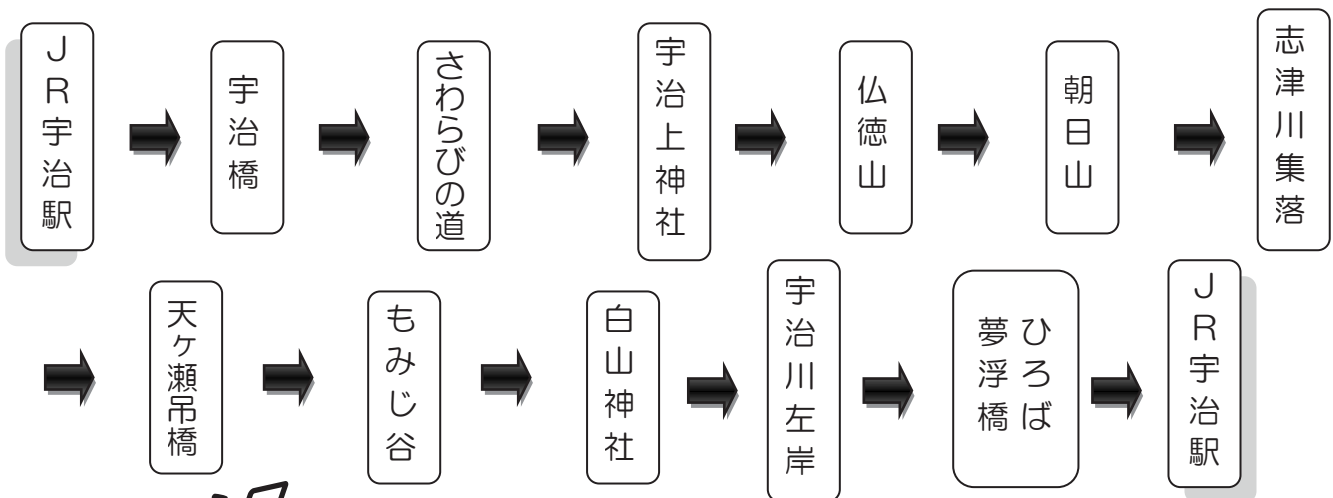 JR宇治駅
宇治橋
さわらびの道
宇治上神社
仏徳山
朝日山
志津川集落
天ヶ瀬吊橋
もみじ谷
白山神社
宇治川左岸
ひろば
夢浮橋
JR宇治駅